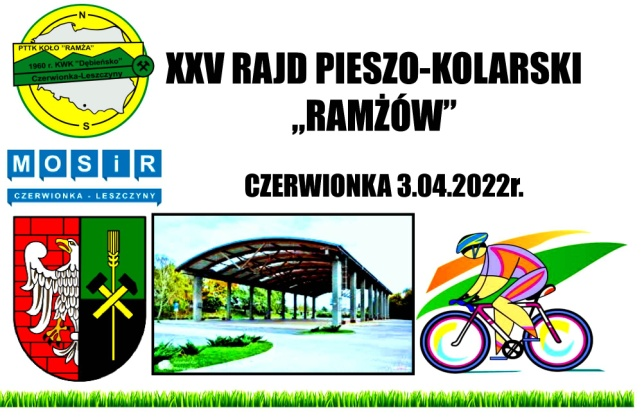 N
PTTK KOŁO "RAMŻA"
1960 r. KWK "Dębieńsko"
Czerwionka-Leszczyny
S
XXV RAJD PIESZO-KOLARSKI
„RAMŻÓW”
MOSiR
CZERWIONKA - LESZCZYNY
CZERWIONKA 3.04.2022r.